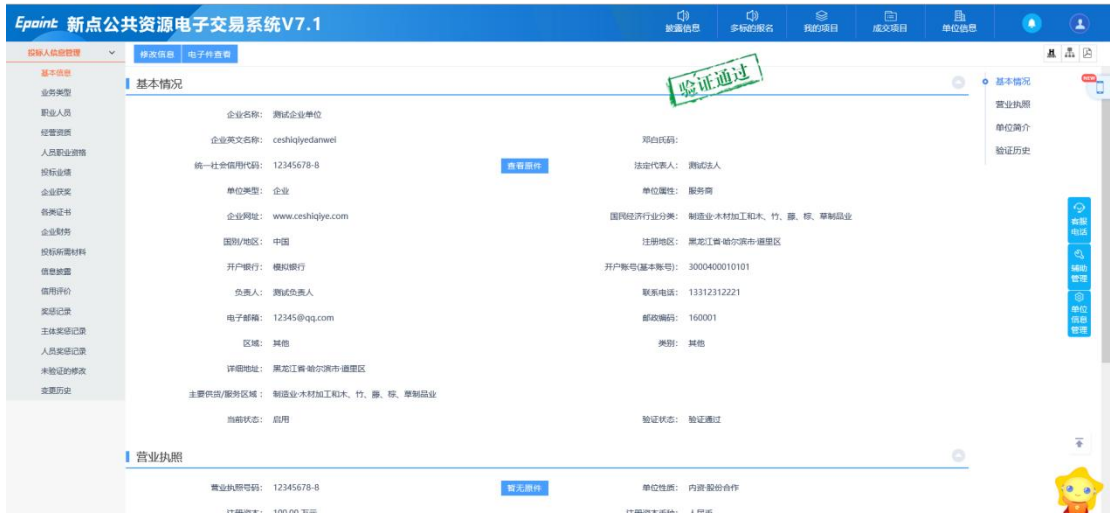 Epoint 新点公共资源电子交易系统V7.1
披露信息 多标的报名 我的项目 成交项目 单位信息
投标人信息管理
修改信息 电子件查看
基本信息
业务类型
职业人员
经营资质
人员职业资格
投标业绩
企业获奖
各类证书
企业财务
投标所需材料
信息披露
信用评价
奖惩记录
主体奖惩记录
人员奖惩记录
未验证的修改
变更历史
基本情况
验证通过
企业名称： 测试企业单位
企业英文名称： ceshiqiyedanwei 邓白氏码：
统一社会信用代码： 12345678-8 查看原件 法定代表人： 测试法人
单位类型： 企业 单位属性： 服务商
企业网址： www.ceshiqiye.com 国民经济行业分类： 制造业·木材加工和木、竹、藤、棕、草制品业
国别/地区： 中国 注册地区： 黑龙江省·哈尔滨市·道里区
开户银行： 模拟银行 开户账号(基本账号)： 3000400010101
负责人： 测试负责人 联系电话： 13312312221
电子邮箱： 12345@qq.com 邮政编码： 160001
区域： 其他 类别： 其他
详细地址： 黑龙江省·哈尔滨市·道里区
主要供货/服务区域： 制造业·木材加工和木、竹、藤、棕、草制品业
当前状态： 启用 验证状态： 验证通过
营业执照
营业执照号码： 12345678-8 暂无原件 单位性质： 内资·股份合作
注册资本： 100.00 万元 注册资本币种： 人民币
基本情况
营业执照
单位简介
验证历史
NEW
客服
电话
辅助
管理
单位
信息
管理